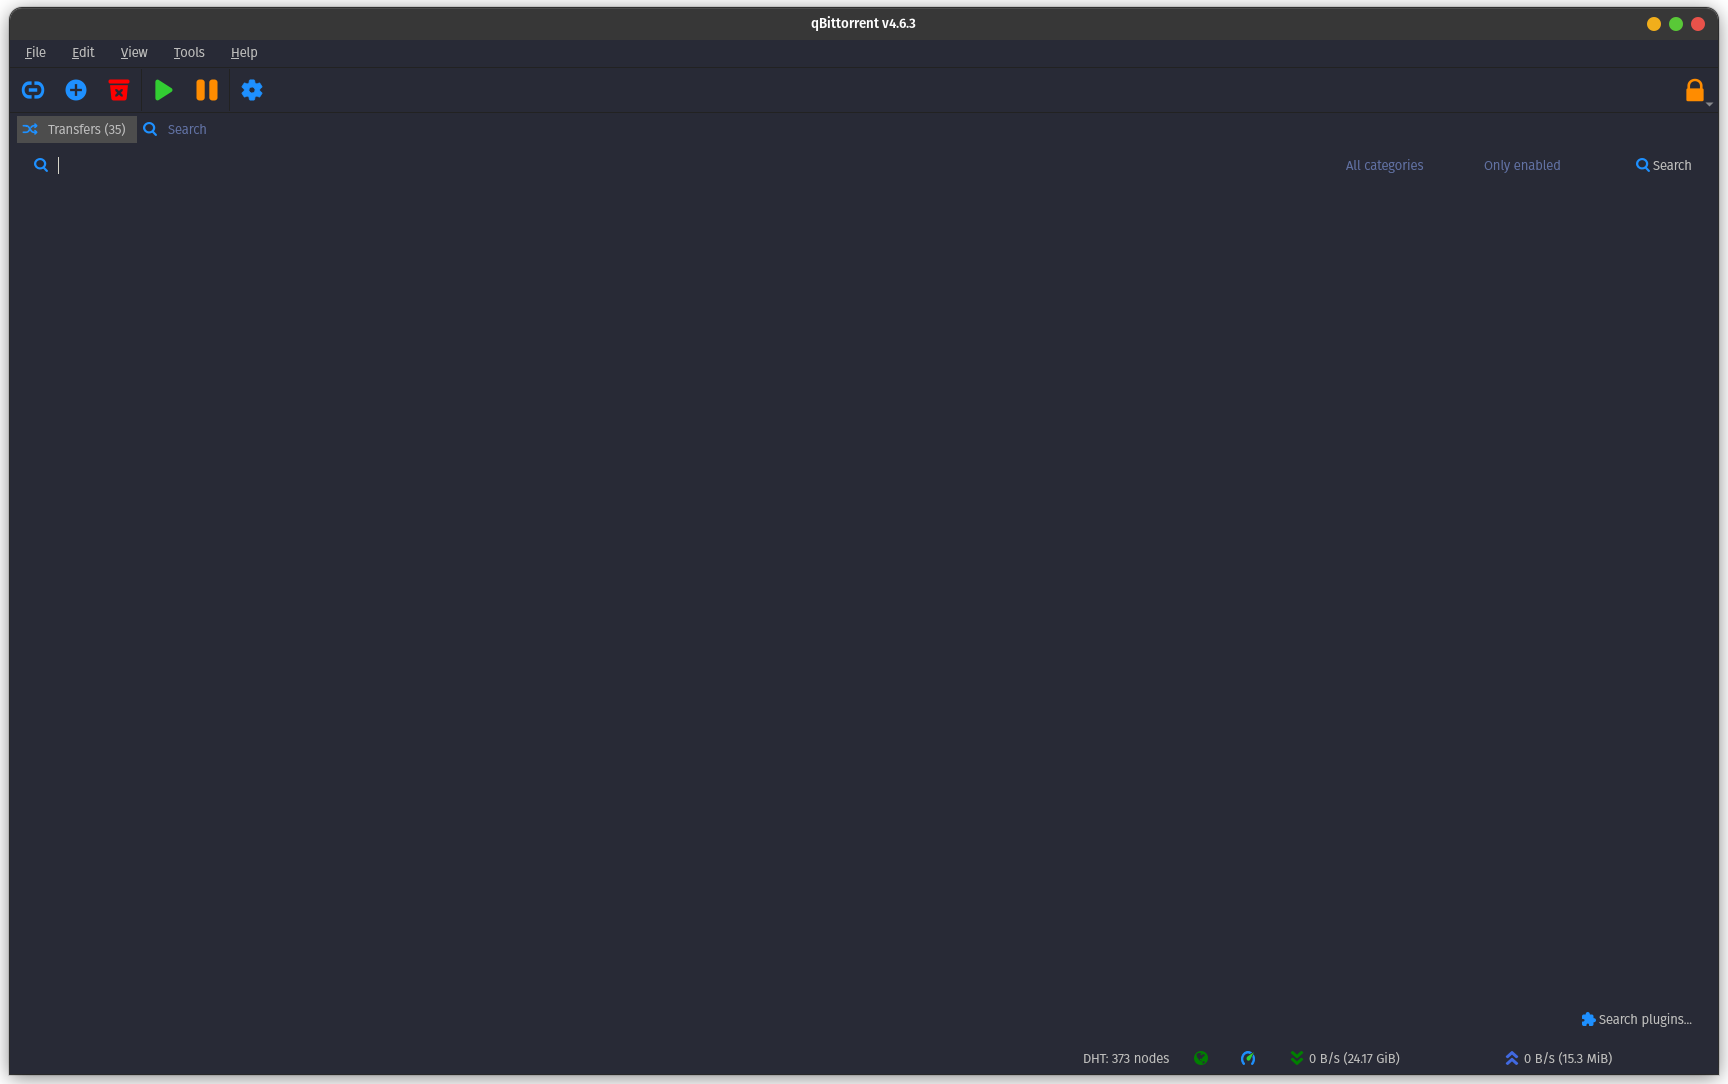 qBittorrent v4.6.3
File Edit View Tools Help
Transfers (35) Search
All categories Only enabled Search
Search plugins...
DHT: 373 nodes 0 B/s (24.17 GiB) 0 B/s (15.3 MiB)